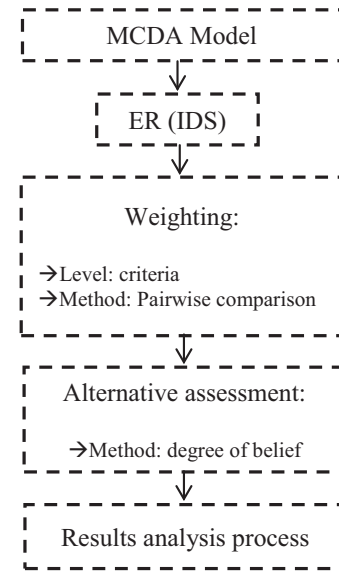 MCDA Model
ER (IDS)
Weighting:
→Level: criteria
→Method: Pairwise comparison
Alternative assessment:
→Method: degree of belief
Results analysis process